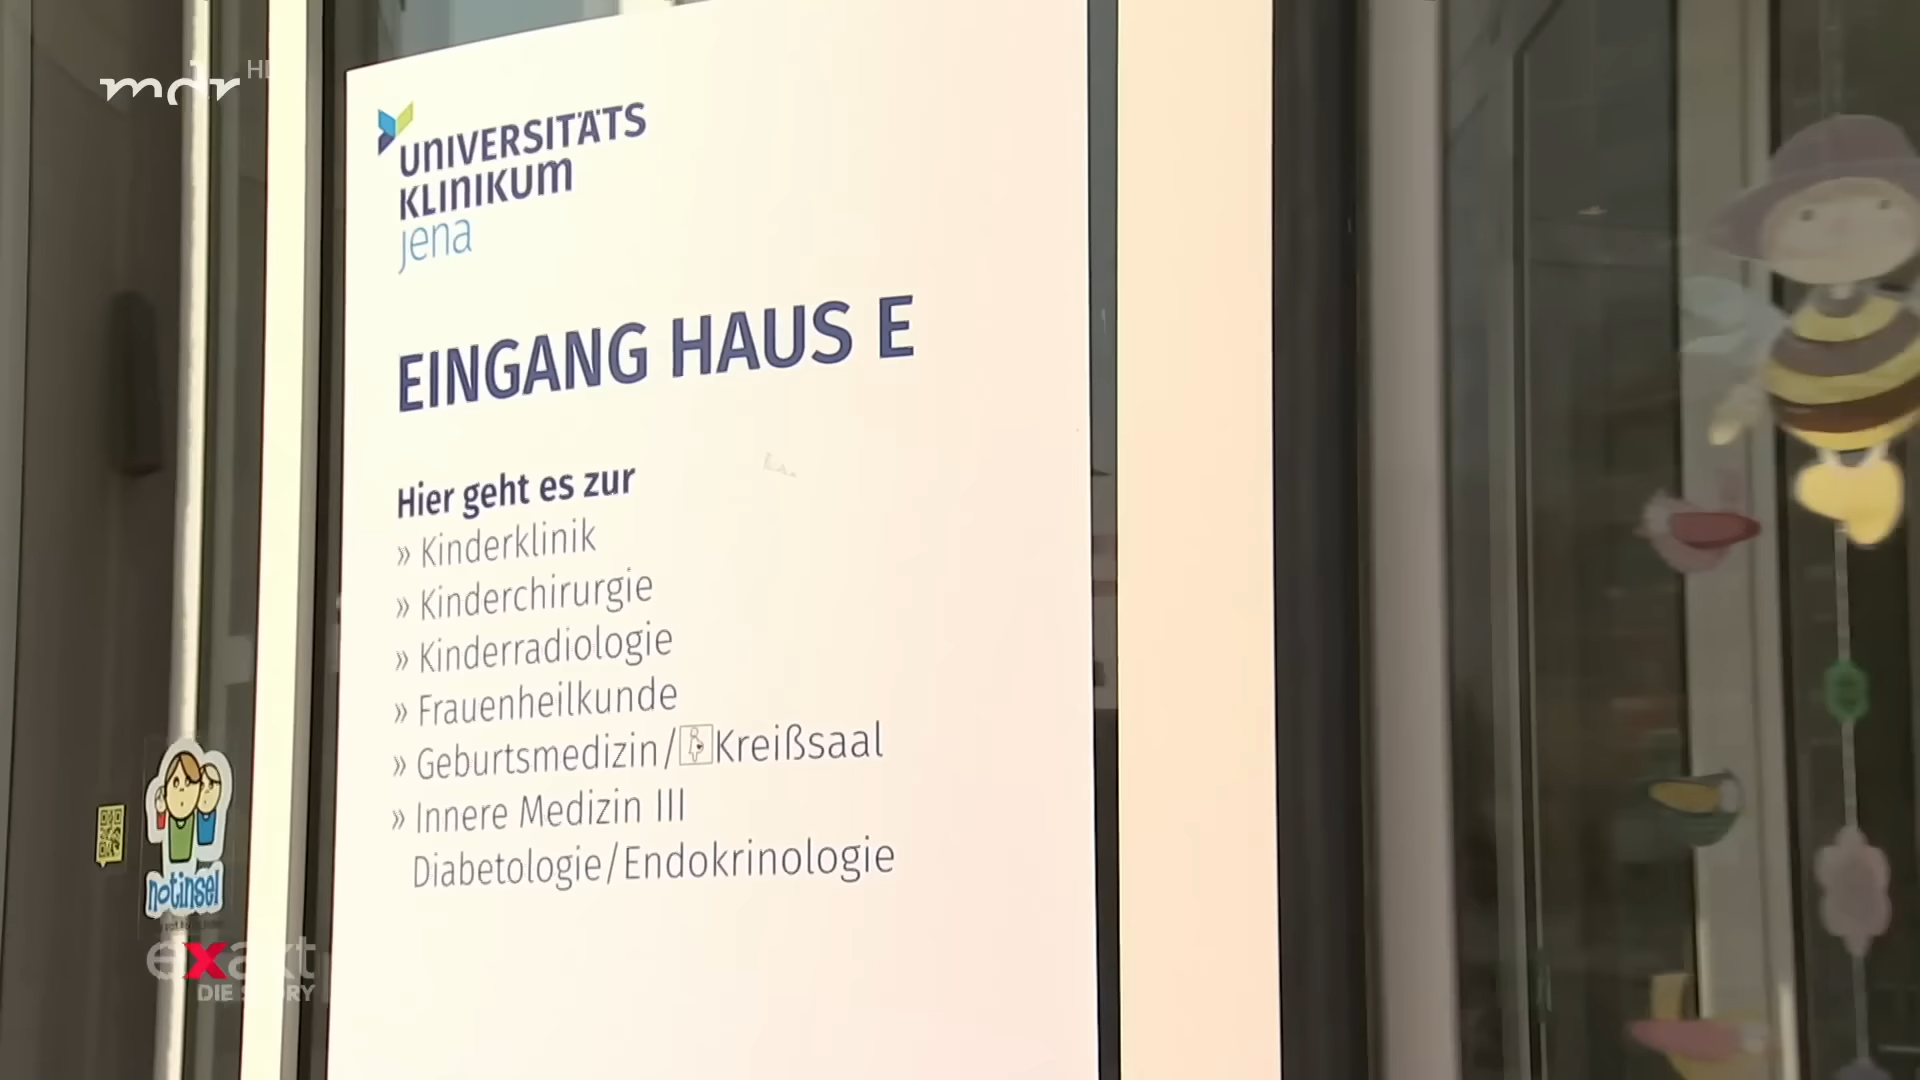 mdr HD
UNIVERSITÄTS
KLINIKUM
jena
EINGANG HAUS E
Hier geht es zur
» Kinderklinik
» Kinderchirurgie
» Kinderradiologie
» Frauenheilkunde
» Geburtsmedizin/Kreißsaal
» Innere Medizin III
Diabetologie/Endokrinologie
notinsel
exakt
DIE STORY